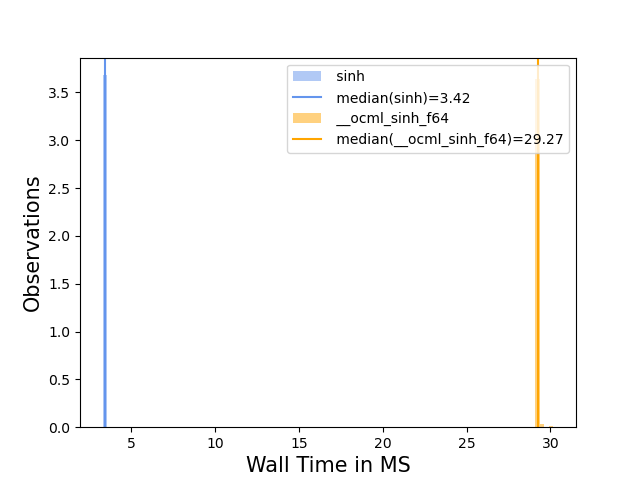 sinh
median(sinh)=3.42
__ocml_sinh_f64
median(__ocml_sinh_f64)=29.27
Observations
3.5
3.0
2.5
2.0
1.5
1.0
0.5
0.0
5 10 15 20 25 30
Wall Time in MS